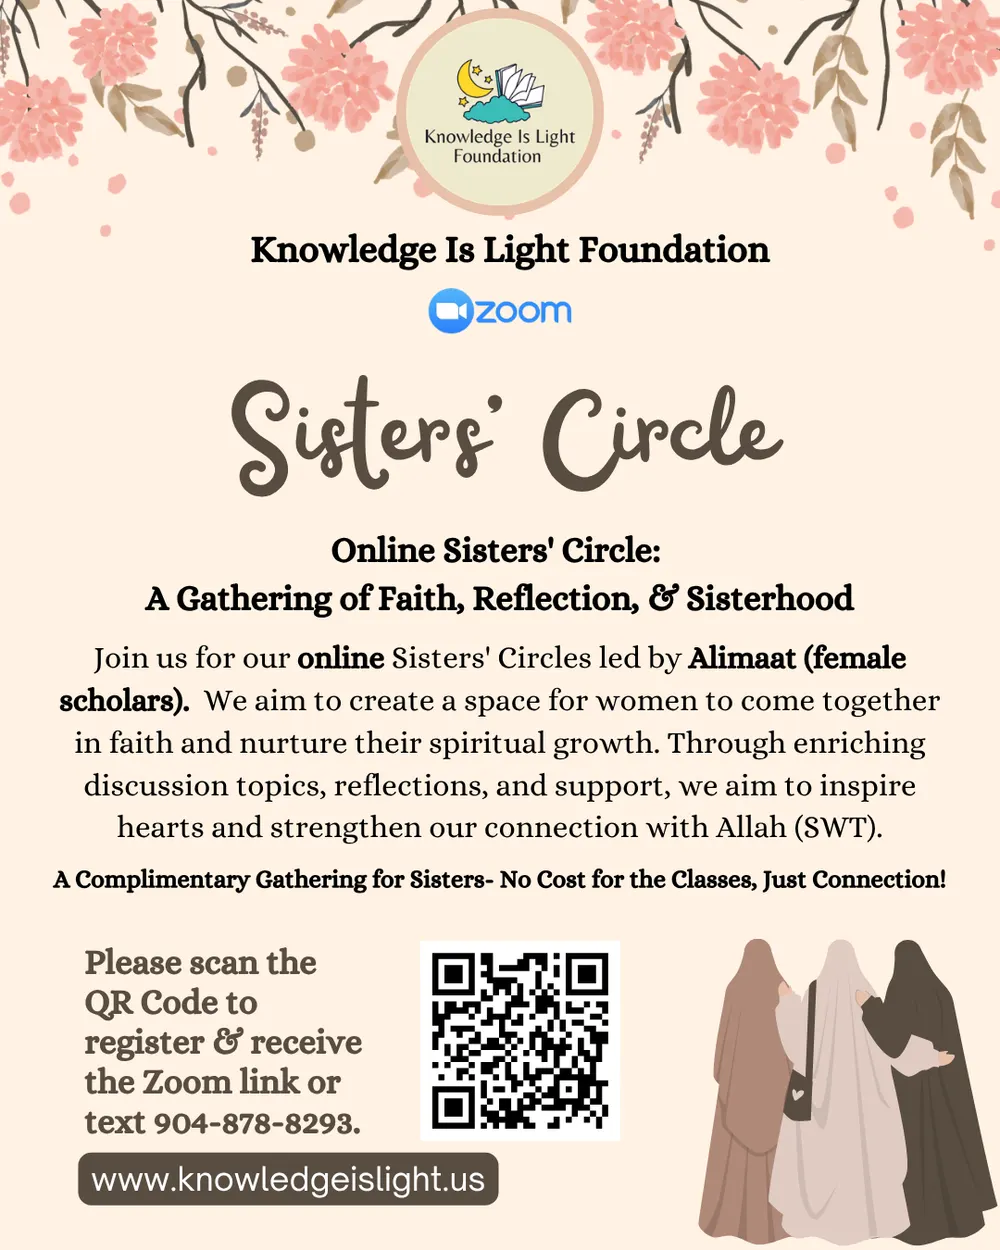 Knowledge Is Light
Foundation
Knowledge Is Light Foundation
zoom
Sisters' Circle
Online Sisters' Circle:
A Gathering of Faith, Reflection, & Sisterhood
Join us for our online Sisters' Circles led by Alimaat (female
scholars). We aim to create a space for women to come together
in faith and nurture their spiritual growth. Through enriching
discussion topics, reflections, and support, we aim to inspire
hearts and strengthen our connection with Allah (SWT).
A Complimentary Gathering for Sisters- No Cost for the Classes, Just Connection!
Please scan the
QR Code to
register & receive
the Zoom link or
text 904-878-8293.
www.knowledgeislight.us